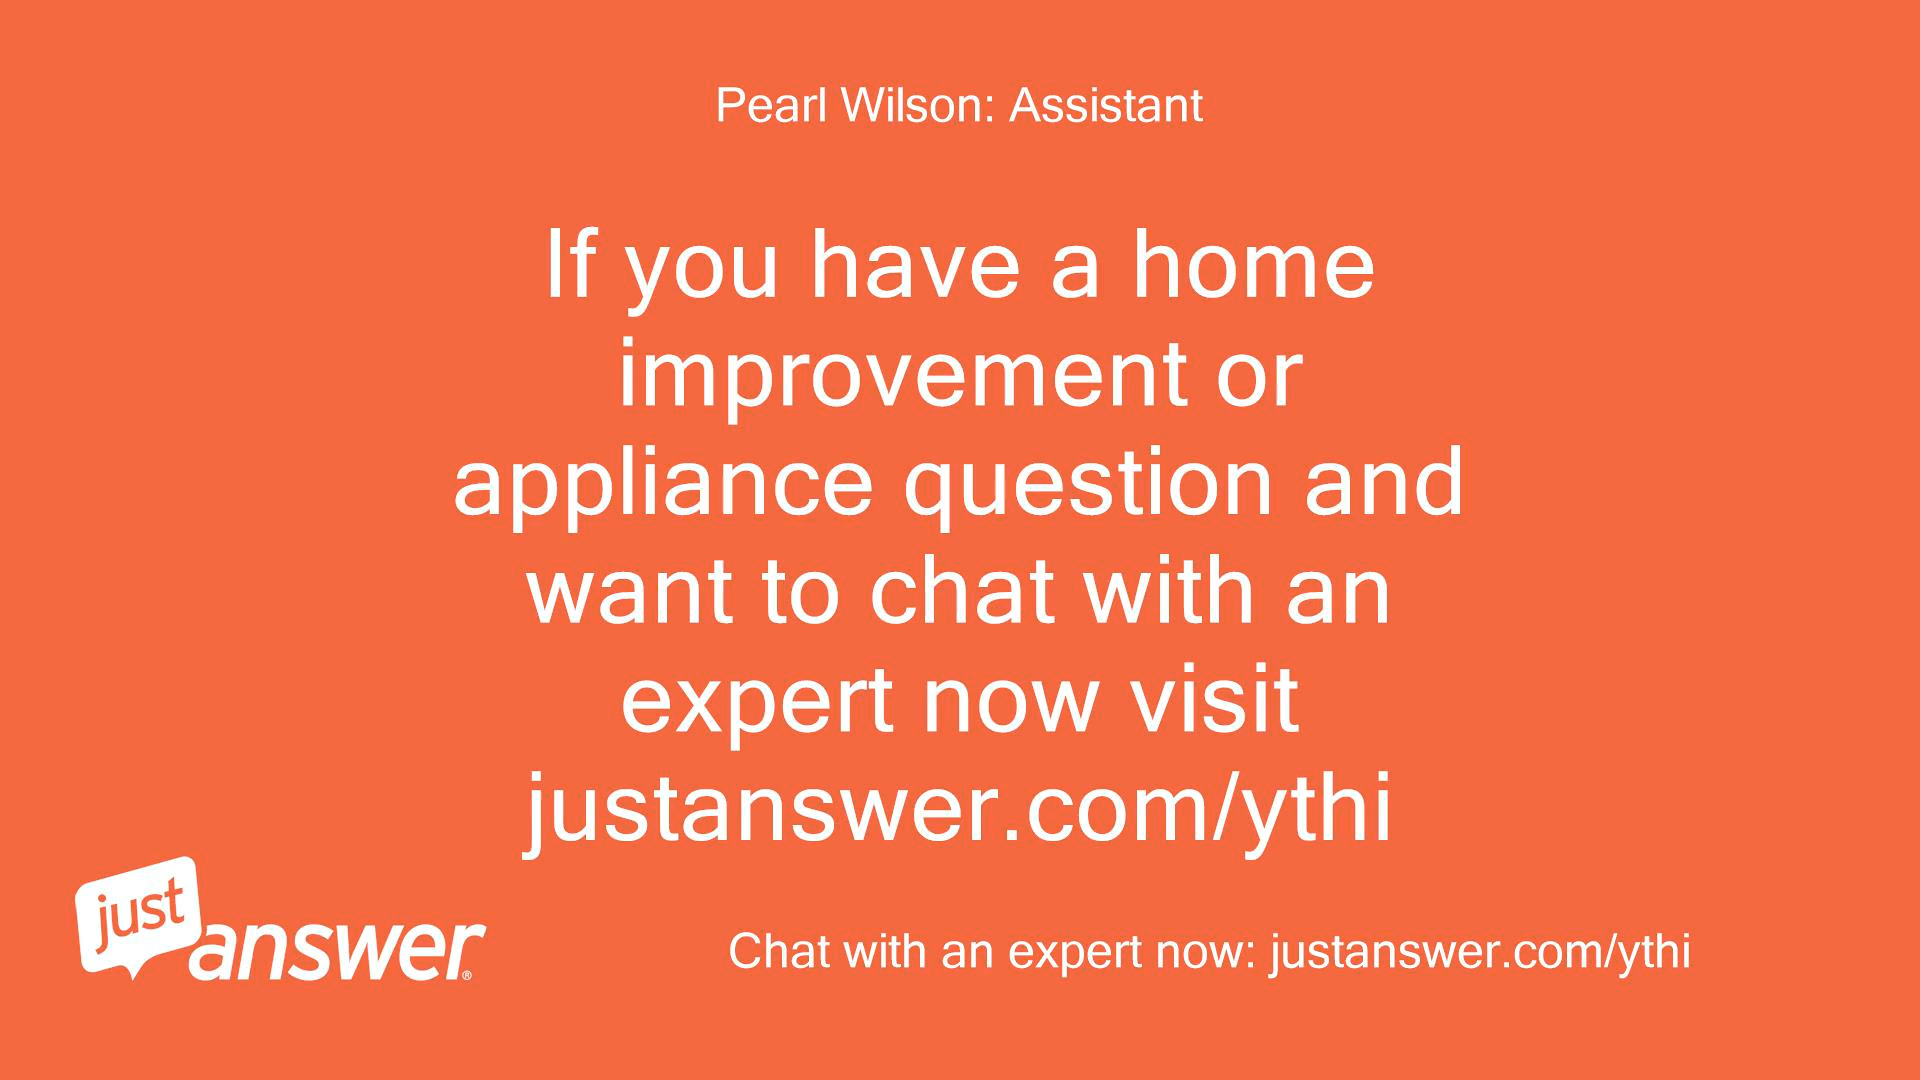 Pearl Wilson: Assistant
If you have a home
improvement or
appliance question and
want to chat with an
expert now visit
justanswer.com/ythi
just
answer®
Chat with an expert now: justanswer.com/ythi